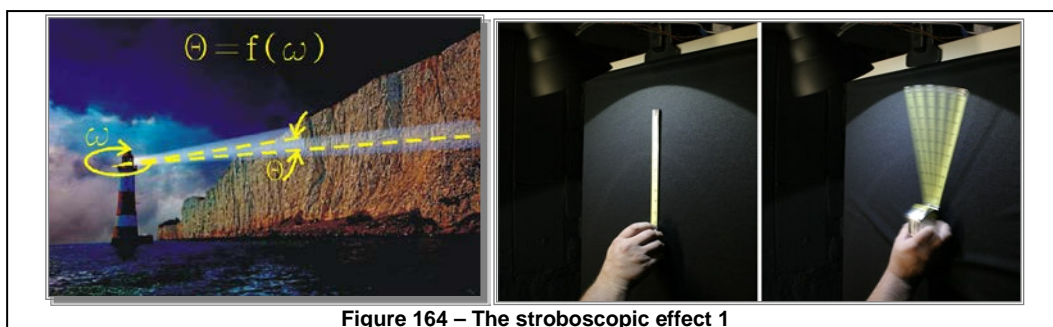 Θ = f(ω)
ω
Θ
Figure 164 – The stroboscopic effect 1